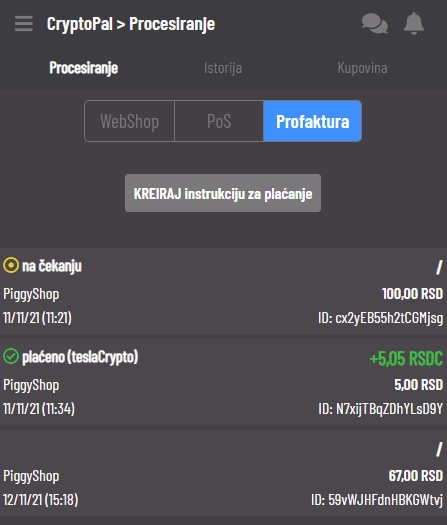 CryptoPal > Procesiranje
Procesiranje Istorija Kupovina
WebShop PoS Profaktura
KREIRAJ instrukciju za plaćanje
na čekanju /
PiggyShop 100,00 RSD
11/11/21 (11:21) ID: cx2yEB55h2tCGMjsg
plaćeno (teslaCrypto) +5,05 RSDC
PiggyShop 5,00 RSD
11/11/21 (11:34) ID: N7xijTBqZDhYLsD9Y
/
PiggyShop 67,00 RSD
12/11/21 (15:18) ID: 59vWJHFdnHBKGWtvj